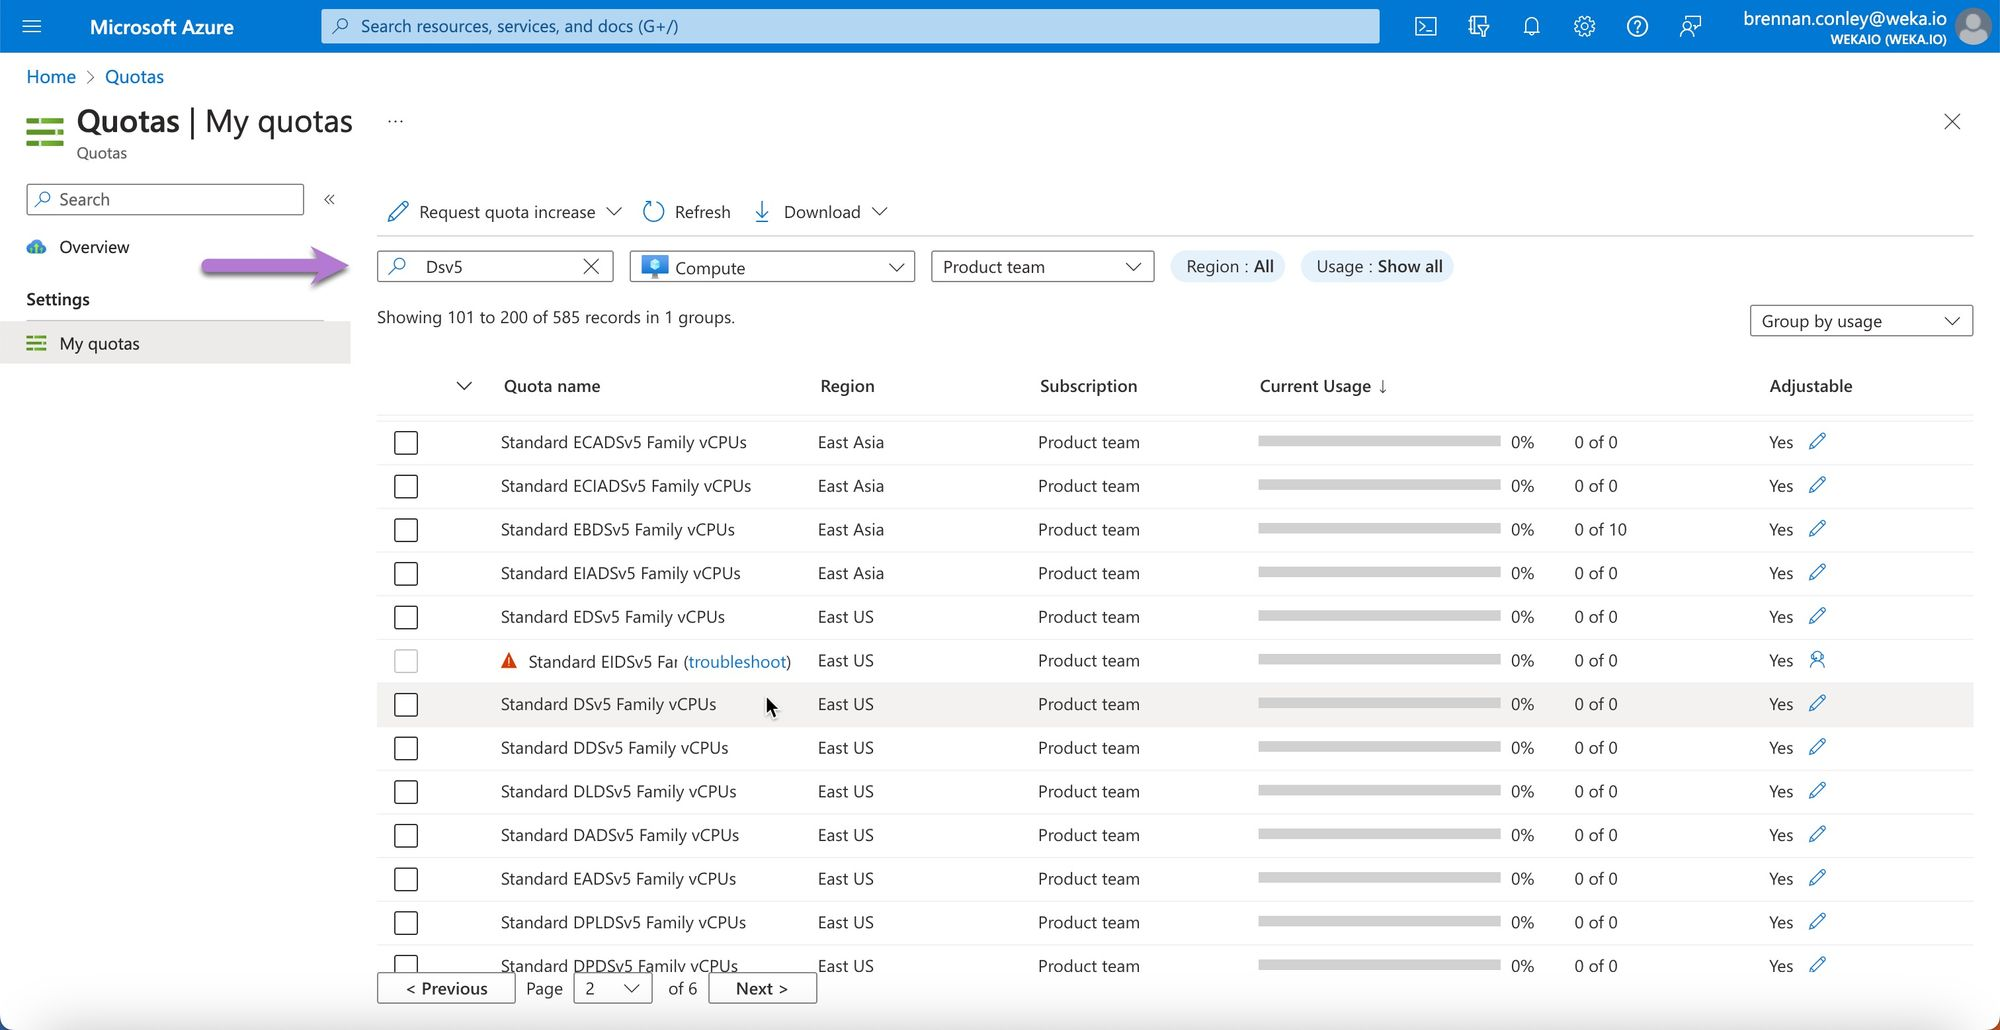 Microsoft Azure
Search resources, services, and docs (G+/)
brennan.conley@weka.io
WEKAIO (WEKA.IO)
Home > Quotas
Quotas | My quotas ...
Quotas
Search «
Overview
Settings
My quotas
Request quota increase Refresh Download
Dsv5 Compute Product team Region : All Usage : Show all
Showing 101 to 200 of 585 records in 1 groups.
Group by usage
Quota name Region Subscription Current Usage ↓ Adjustable
Standard ECADSv5 Family vCPUs East Asia Product team 0% 0 of 0 Yes
Standard ECIADSv5 Family vCPUs East Asia Product team 0% 0 of 0 Yes
Standard EBDSv5 Family vCPUs East Asia Product team 0% 0 of 10 Yes
Standard EIADSv5 Family vCPUs East Asia Product team 0% 0 of 0 Yes
Standard EDSv5 Family vCPUs East US Product team 0% 0 of 0 Yes
Standard EIDSv5 Far (troubleshoot) East US Product team 0% 0 of 0 Yes
Standard DSv5 Family vCPUs East US Product team 0% 0 of 0 Yes
Standard DDSv5 Family vCPUs East US Product team 0% 0 of 0 Yes
Standard DLDSv5 Family vCPUs East US Product team 0% 0 of 0 Yes
Standard DADSv5 Family vCPUs East US Product team 0% 0 of 0 Yes
Standard EADSv5 Family vCPUs East US Product team 0% 0 of 0 Yes
Standard DPLDSv5 Family vCPUs East US Product team 0% 0 of 0 Yes
Standard DPDSv5 Family vCPUs East US Product team 0% 0 of 0 Yes
< Previous Page 2 of 6 Next >